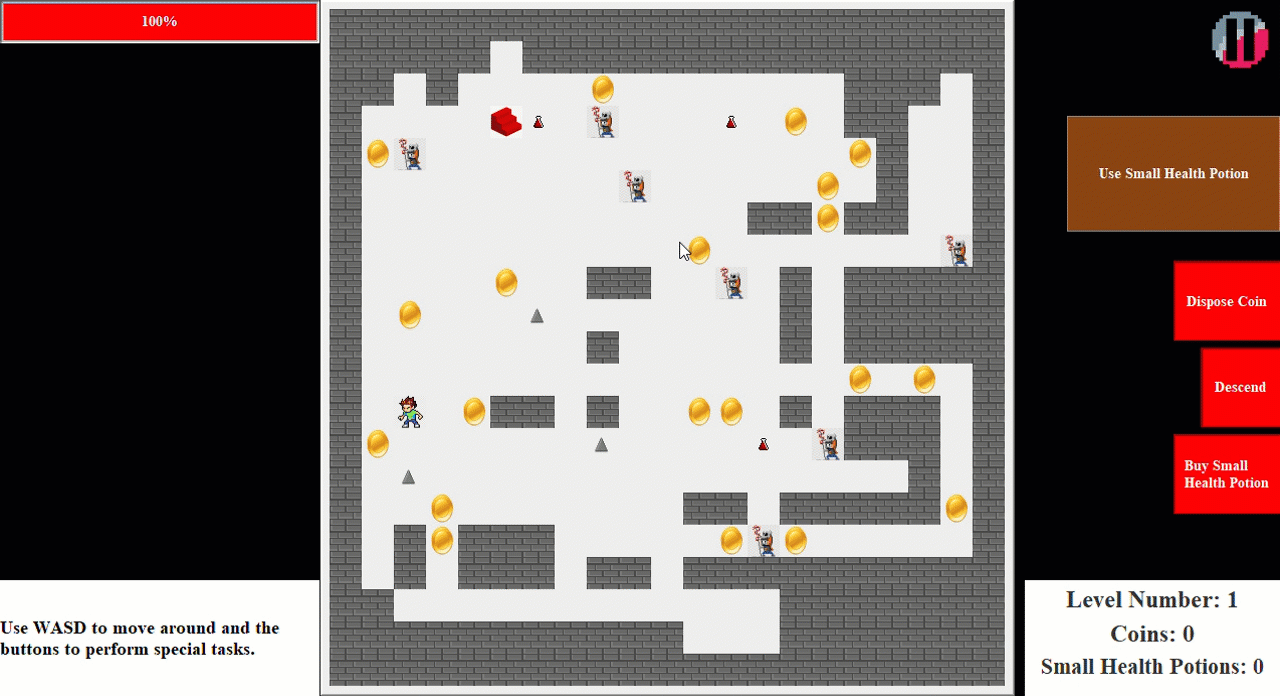 100%
Use Small Health Potion
Dispose Coin
Descend
Buy Small
Health Potion
Use WASD to move around and the
buttons to perform special tasks.
Level Number: 1
Coins: 0
Small Health Potions: 0